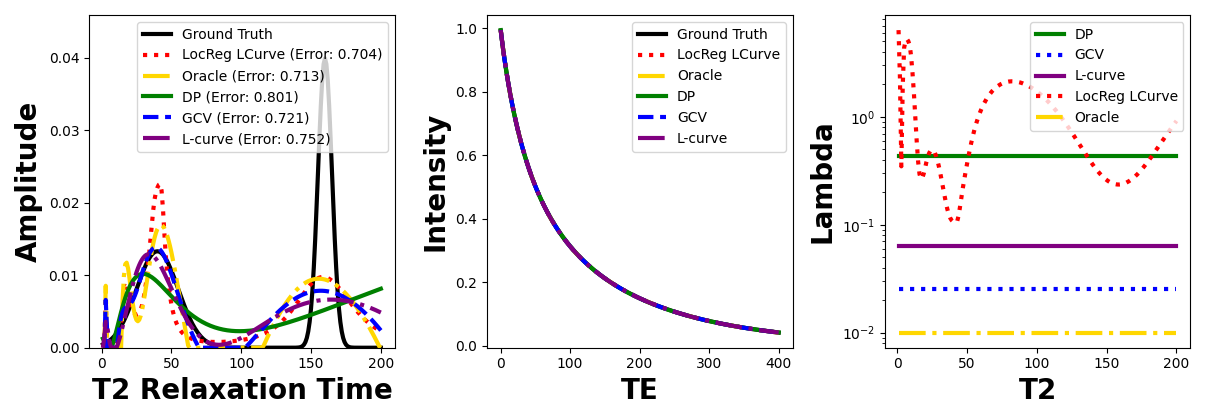 Amplitude
0.00
0.01
0.02
0.03
0.04
0
50
100
150
200
T2 Relaxation Time
Ground Truth
LocReg LCurve (Error: 0.704)
Oracle (Error: 0.713)
DP (Error: 0.801)
GCV (Error: 0.721)
L-curve (Error: 0.752)
Intensity
0.0
0.2
0.4
0.6
0.8
1.0
0
100
200
300
400
TE
Ground Truth
LocReg LCurve
Oracle
DP
GCV
L-curve
Lambda
10⁻²
10⁻¹
10⁰
0
50
100
150
200
T2
DP
GCV
L-curve
LocReg LCurve
Oracle